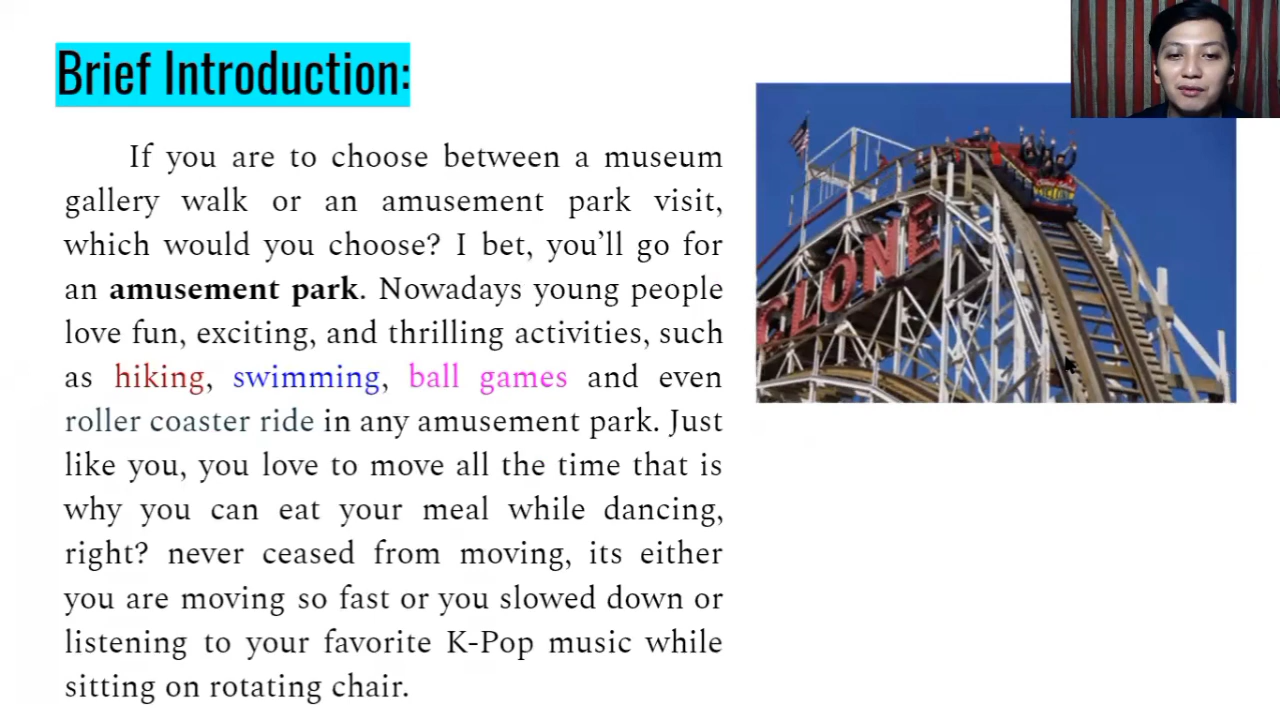 Brief Introduction:
If you are to choose between a museum
gallery walk or an amusement park visit,
which would you choose? I bet, you’ll go for
an amusement park. Nowadays young people
love fun, exciting, and thrilling activities, such
as hiking, swimming, ball games and even
roller coaster ride in any amusement park. Just
like you, you love to move all the time that is
why you can eat your meal while dancing,
right? never ceased from moving, its either
you are moving so fast or you slowed down or
listening to your favorite K-Pop music while
sitting on rotating chair.
CLONE